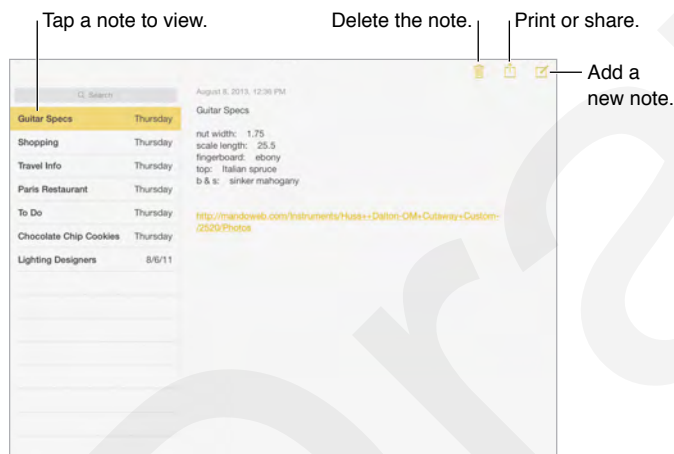 Tap a note to view.
Delete the note.
Print or share.
Add a
new note.
Search
Guitar Specs Thursday
Shopping Thursday
Travel Info Thursday
Paris Restaurant Thursday
To Do Thursday
Chocolate Chip Cookies Thursday
Lighting Designers 8/6/11
August 8, 2013, 12:36 PM
Guitar Specs
nut width: 1.75
scale length: 25.5
fingerboard: ebony
top: Italian spruce
b & s: sinker mahogany
http://mandoweb.com/Instruments/Huss++Dalton-OM+Cutaway+Custom-
/2520/Photos